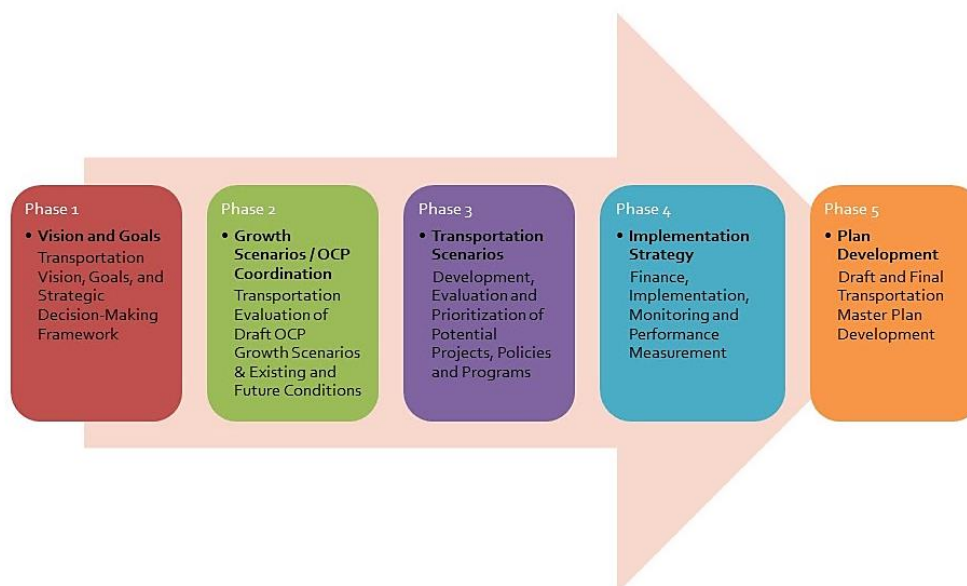 Phase 1
• Vision and Goals
Transportation
Vision, Goals, and
Strategic
Decision-Making
Framework
Phase 2
• Growth
Scenarios / OCP
Coordination
Transportation
Evaluation of
Draft OCP
Growth Scenarios
& Existing and
Future Conditions
Phase 3
• Transportation
Scenarios
Development,
Evaluation and
Prioritization of
Potential
Projects, Policies
and Programs
Phase 4
• Implementation
Strategy
Finance,
Implementation,
Monitoring and
Performance
Measurement
Phase 5
• Plan
Development
Draft and Final
Transportation
Master Plan
Development